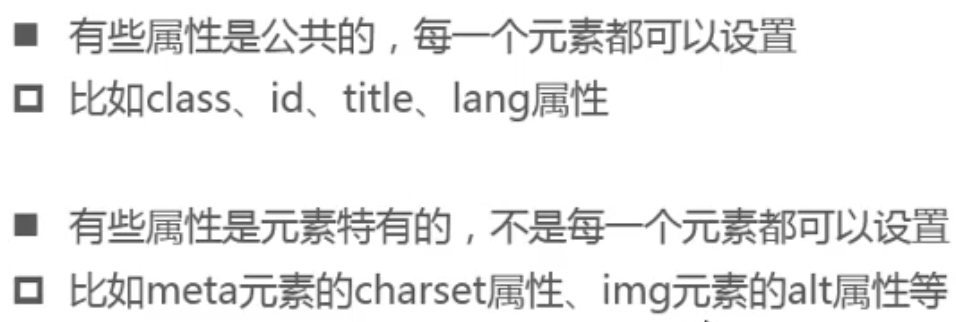 ■ 有些属性是公共的，每一个元素都可以设置
□ 比如class、id、title、lang属性
■ 有些属性是元素特有的，不是每一个元素都可以设置
□ 比如meta元素的charset属性、img元素的alt属性等